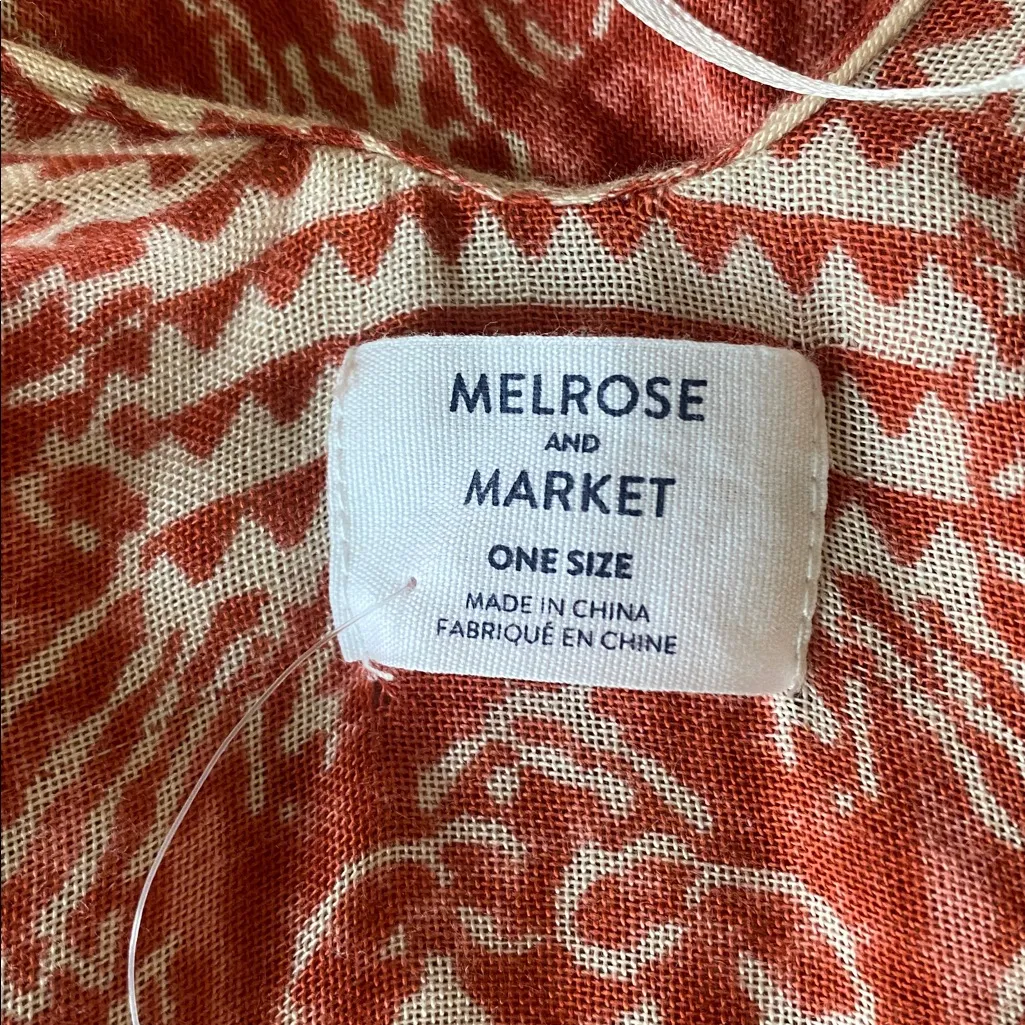 MELROSE
AND
MARKET
ONE SIZE
MADE IN CHINA
FABRIQUÉ EN CHINE